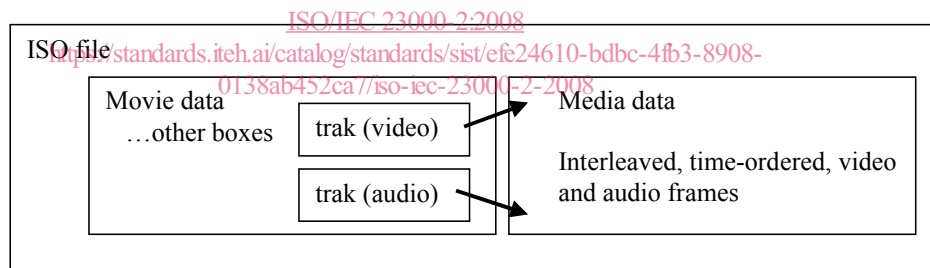 ISO/IEC 23000-2:2008
ISO file
https://standards.iteh.ai/catalog/standards/sist/efe24610-bdbc-4fb3-8908-
0138ab452ca7/iso-iec-23000-2-2008
Movie data
…other boxes
trak (video)
trak (audio)
Media data
Interleaved, time-ordered, video
and audio frames